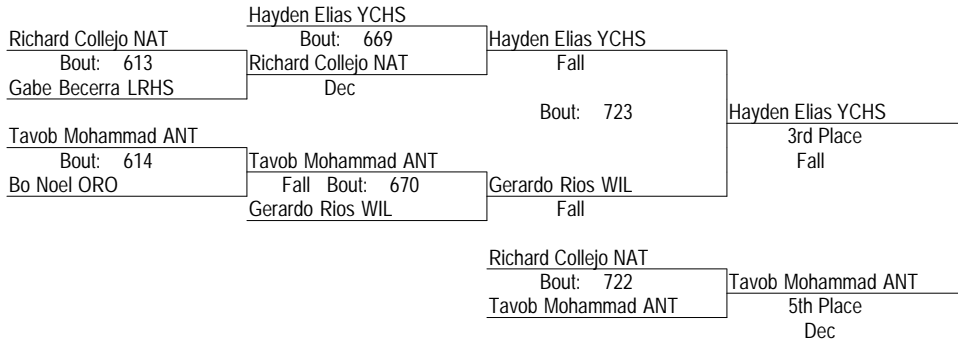 Hayden Elias YCHS
Richard Collejo NAT
Bout: 669
Hayden Elias YCHS
Bout: 613
Richard Collejo NAT
Fall
Gabe Becerra LRHS
Dec
Bout: 723
Hayden Elias YCHS
Tavob Mohammad ANT
3rd Place
Bout: 614
Tavob Mohammad ANT
Fall
Bo Noel ORO
Fall Bout: 670
Gerardo Rios WIL
Gerardo Rios WIL
Fall
Richard Collejo NAT
Bout: 722
Tavob Mohammad ANT
Tavob Mohammad ANT
5th Place
Dec